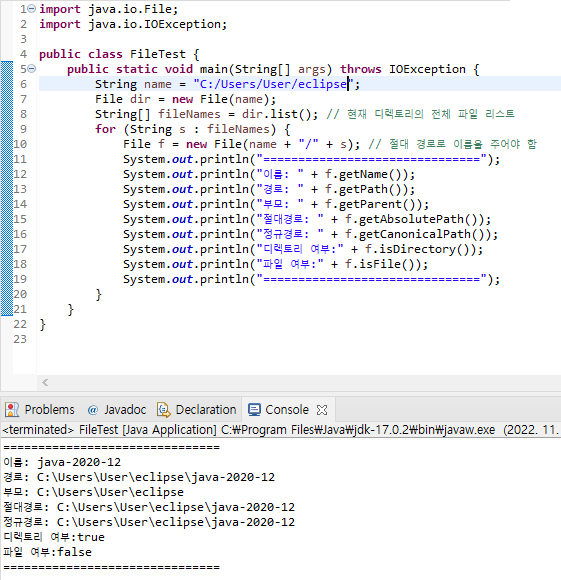 1 import java.io.File;
2 import java.io.IOException;
3
4 public class FileTest {
5 public static void main(String[] args) throws IOException {
6 String name = "C:/Users/User/eclipse";
7 File dir = new File(name);
8 String[] fileNames = dir.list(); // 현재 디렉토리의 전체 파일 리스트
9 for (String s : fileNames) {
10 File f = new File(name + "/" + s); // 절대 경로로 이름을 주어야 함
11 System.out.println("===============================");
12 System.out.println("이름: " + f.getName());
13 System.out.println("경로: " + f.getPath());
14 System.out.println("부모: " + f.getParent());
15 System.out.println("절대경로: " + f.getAbsolutePath());
16 System.out.println("정규경로: " + f.getCanonicalPath());
17 System.out.println("디렉토리 여부:" + f.isDirectory());
18 System.out.println("파일 여부:" + f.isFile());
19 System.out.println("===============================");
20 }
21 }
22 }
23
Problems @ Javadoc Declaration Console
<terminated> FileTest [Java Application] C:₩Program Files₩Java₩jdk-17.0.2₩bin₩javaw.exe (2022. 11.
===============================
이름: java-2020-12
경로: C:\Users\User\eclipse\java-2020-12
부모: C:\Users\User\eclipse
절대경로: C:\Users\User\eclipse\java-2020-12
정규경로: C:\Users\User\eclipse\java-2020-12
디렉토리 여부:true
파일 여부:false
===============================